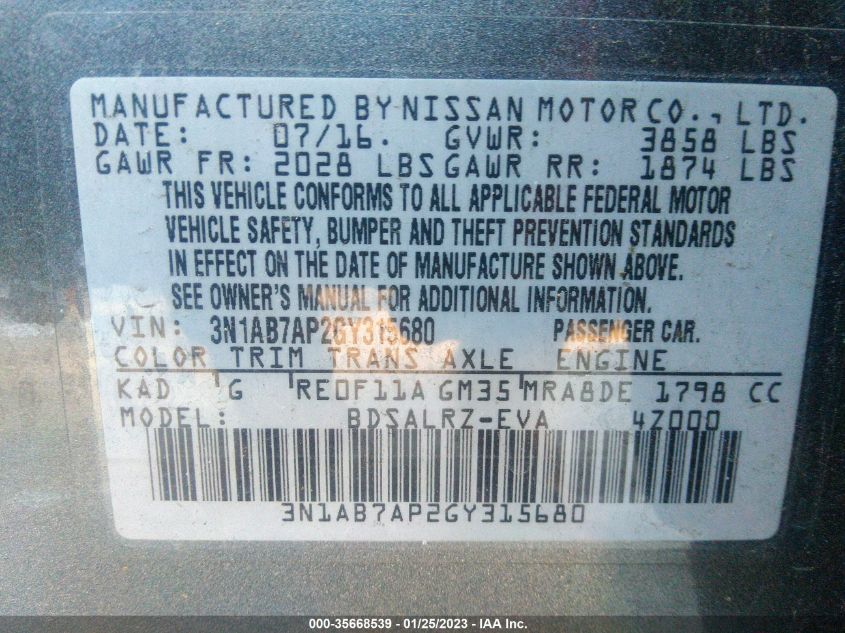 MANUFACTURED BY NISSAN MOTOR CO., LTD.
DATE: 07/16. GVWR: 3858 LBS
GAWR FR: 2028 LBS GAWR RR: 1874 LBS
THIS VEHICLE CONFORMS TO ALL APPLICABLE FEDERAL MOTOR
VEHICLE SAFETY, BUMPER AND THEFT PREVENTION STANDARDS
IN EFFECT ON THE DATE OF MANUFACTURE SHOWN ABOVE.
SEE OWNER'S MANUAL FOR ADDITIONAL INFORMATION.
VIN: 3N1AB7AP2GY315680 PASSENGER CAR.
COLOR TRIM TRANS AXLE ENGINE
KAD G RE0F11A GM35 MRA8DE 1798 CC
MODEL: BDSALRZ-EVA 4Z000
3N1AB7AP2GY315680
000-35668539 - 01/25/2023 - IAA Inc.